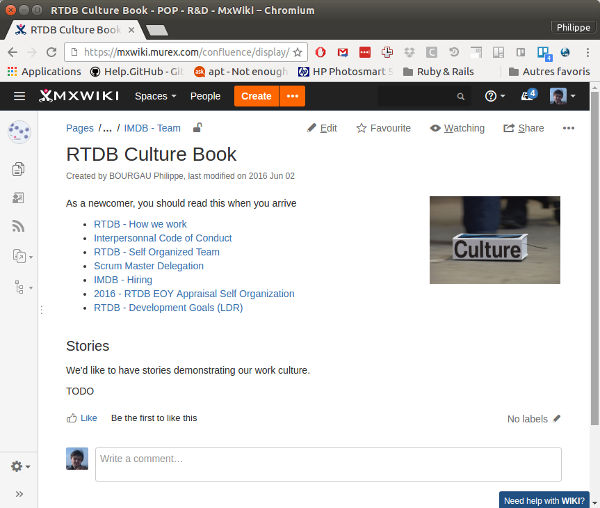 RTDB Culture Book - POP - R&D - MxWiki – Chromium
Philippe
RTDB Culture Book -
https://mxwiki.murex.com/confluence/display/
Applications Help.GitHub - Gi apt - Not enough HP Photosmart Ruby & Rails Autres favoris
MXWIKI Spaces People Create 4
Pages /… / IMDB - Team Edit Favourite Watching Share
RTDB Culture Book
Created by BOURGAU Philippe, last modified on 2016 Jun 02
As a newcomer, you should read this when you arrive
RTDB - How we work
Interpersonnal Code of Conduct
RTDB - Self Organized Team
Scrum Master Delegation
IMDB - Hiring
2016 - RTDB EOY Appraisal Self Organization
RTDB - Development Goals (LDR)
Culture
Stories
We'd like to have stories demonstrating our work culture.
TODO
Like Be the first to like this
No labels
Write a comment…
Need help with WIKI?